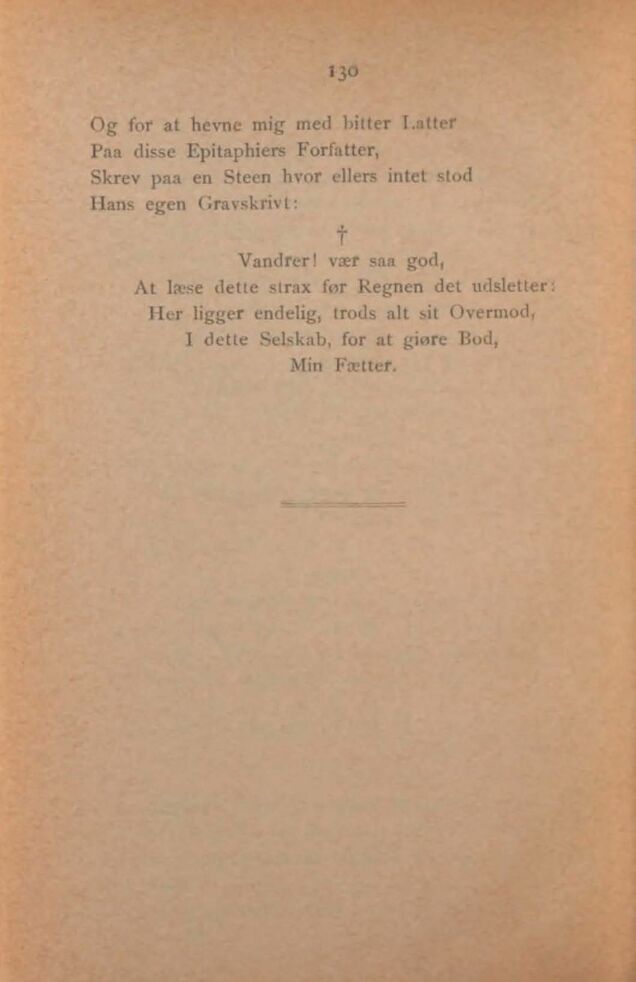 130
Og for at hevne mig med bitter Latter
Paa disse Epitaphiers Forfatter,
Skrev paa en Steen hvor ellers intet stod
Hans egen Gravskrivt:
†
Vandrer! vær saa god,
At læse dette strax før Regnen det udsletter:
Her ligger endelig, trods alt sit Overmod,
I dette Selskab, for at giøre Bod,
Min Fætter.